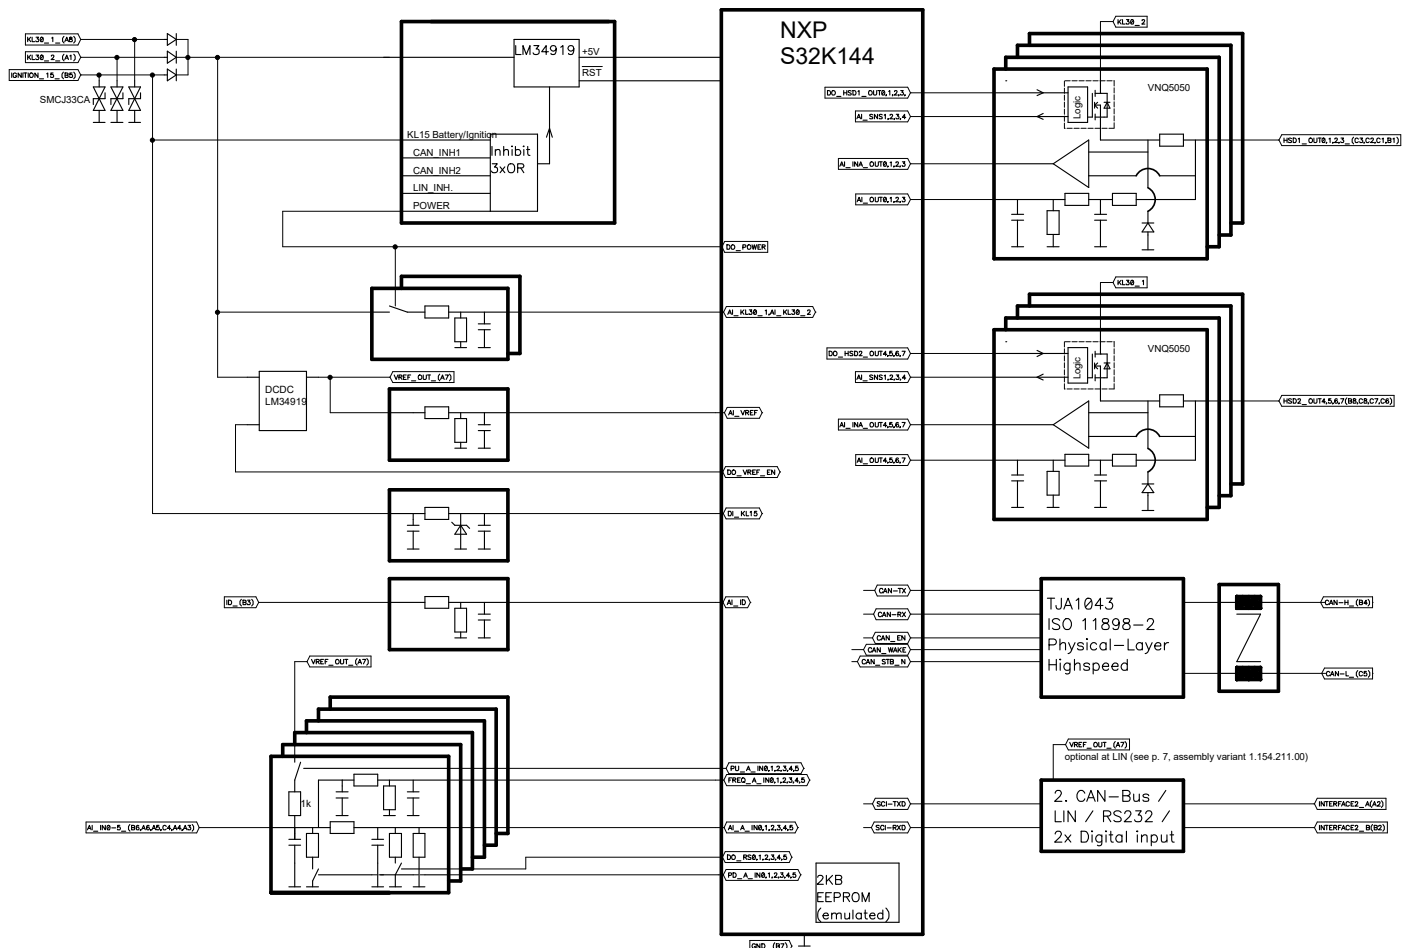 NXP
S32K144
KL30_1_(A8)
KL30_2_(A1)
IGNITION_15_(B5)
SMCJ33CA
LM34919
+5V
RST
KL15 Battery/Ignition
CAN_INH1
CAN_INH2
LIN_INH.
POWER
Inhibit
3xOR
DO_POWER
AI_KL30_1,AI_KL30_2
DCDC
LM34919
VREF_OUT_(A7)
AI_VREF
DO_VREF_EN
DI_KL15
ID_(B3)
AI_ID
VREF_OUT_(A7)
1k
AI_IN0-5_(B6,A6,A5,C4,A4,A3)
PU_A_IN0,1,2,3,4,5
FREQ_A_IN0,1,2,3,4,5
AI_A_IN0,1,2,3,4,5
DO_RS0,1,2,3,4,5
PD_A_IN0,1,2,3,4,5
2KB
EEPROM
(emulated)
GND_(B7)
KL30_2
VNQ5050
Logic
DO_HSD1_OUT0,1,2,3,
AI_SNS1,2,3,4
AI_INA_OUT0,1,2,3
AI_OUT0,1,2,3
HSD1_OUT0,1,2,3_(C3,C2,C1,B1)
KL30_1
VNQ5050
Logic
DO_HSD2_OUT4,5,6,7
AI_SNS1,2,3,4
AI_INA_OUT4,5,6,7
AI_OUT4,5,6,7
HSD2_OUT4,5,6,7(B8,C8,C7,C6)
CAN-TX
CAN-RX
CAN_EN
CAN_WAKE
CAN_STB_N
TJA1043
ISO 11898-2
Physical-Layer
Highspeed
CAN-H_(B4)
CAN-L_(C5)
VREF_OUT_(A7)
optional at LIN (see p. 7, assembly variant 1.154.211.00)
SCI-TXD
SCI-RXD
2. CAN-Bus /
LIN / RS232 /
2x Digital input
INTERFACE2_A(A2)
INTERFACE2_B(B2)